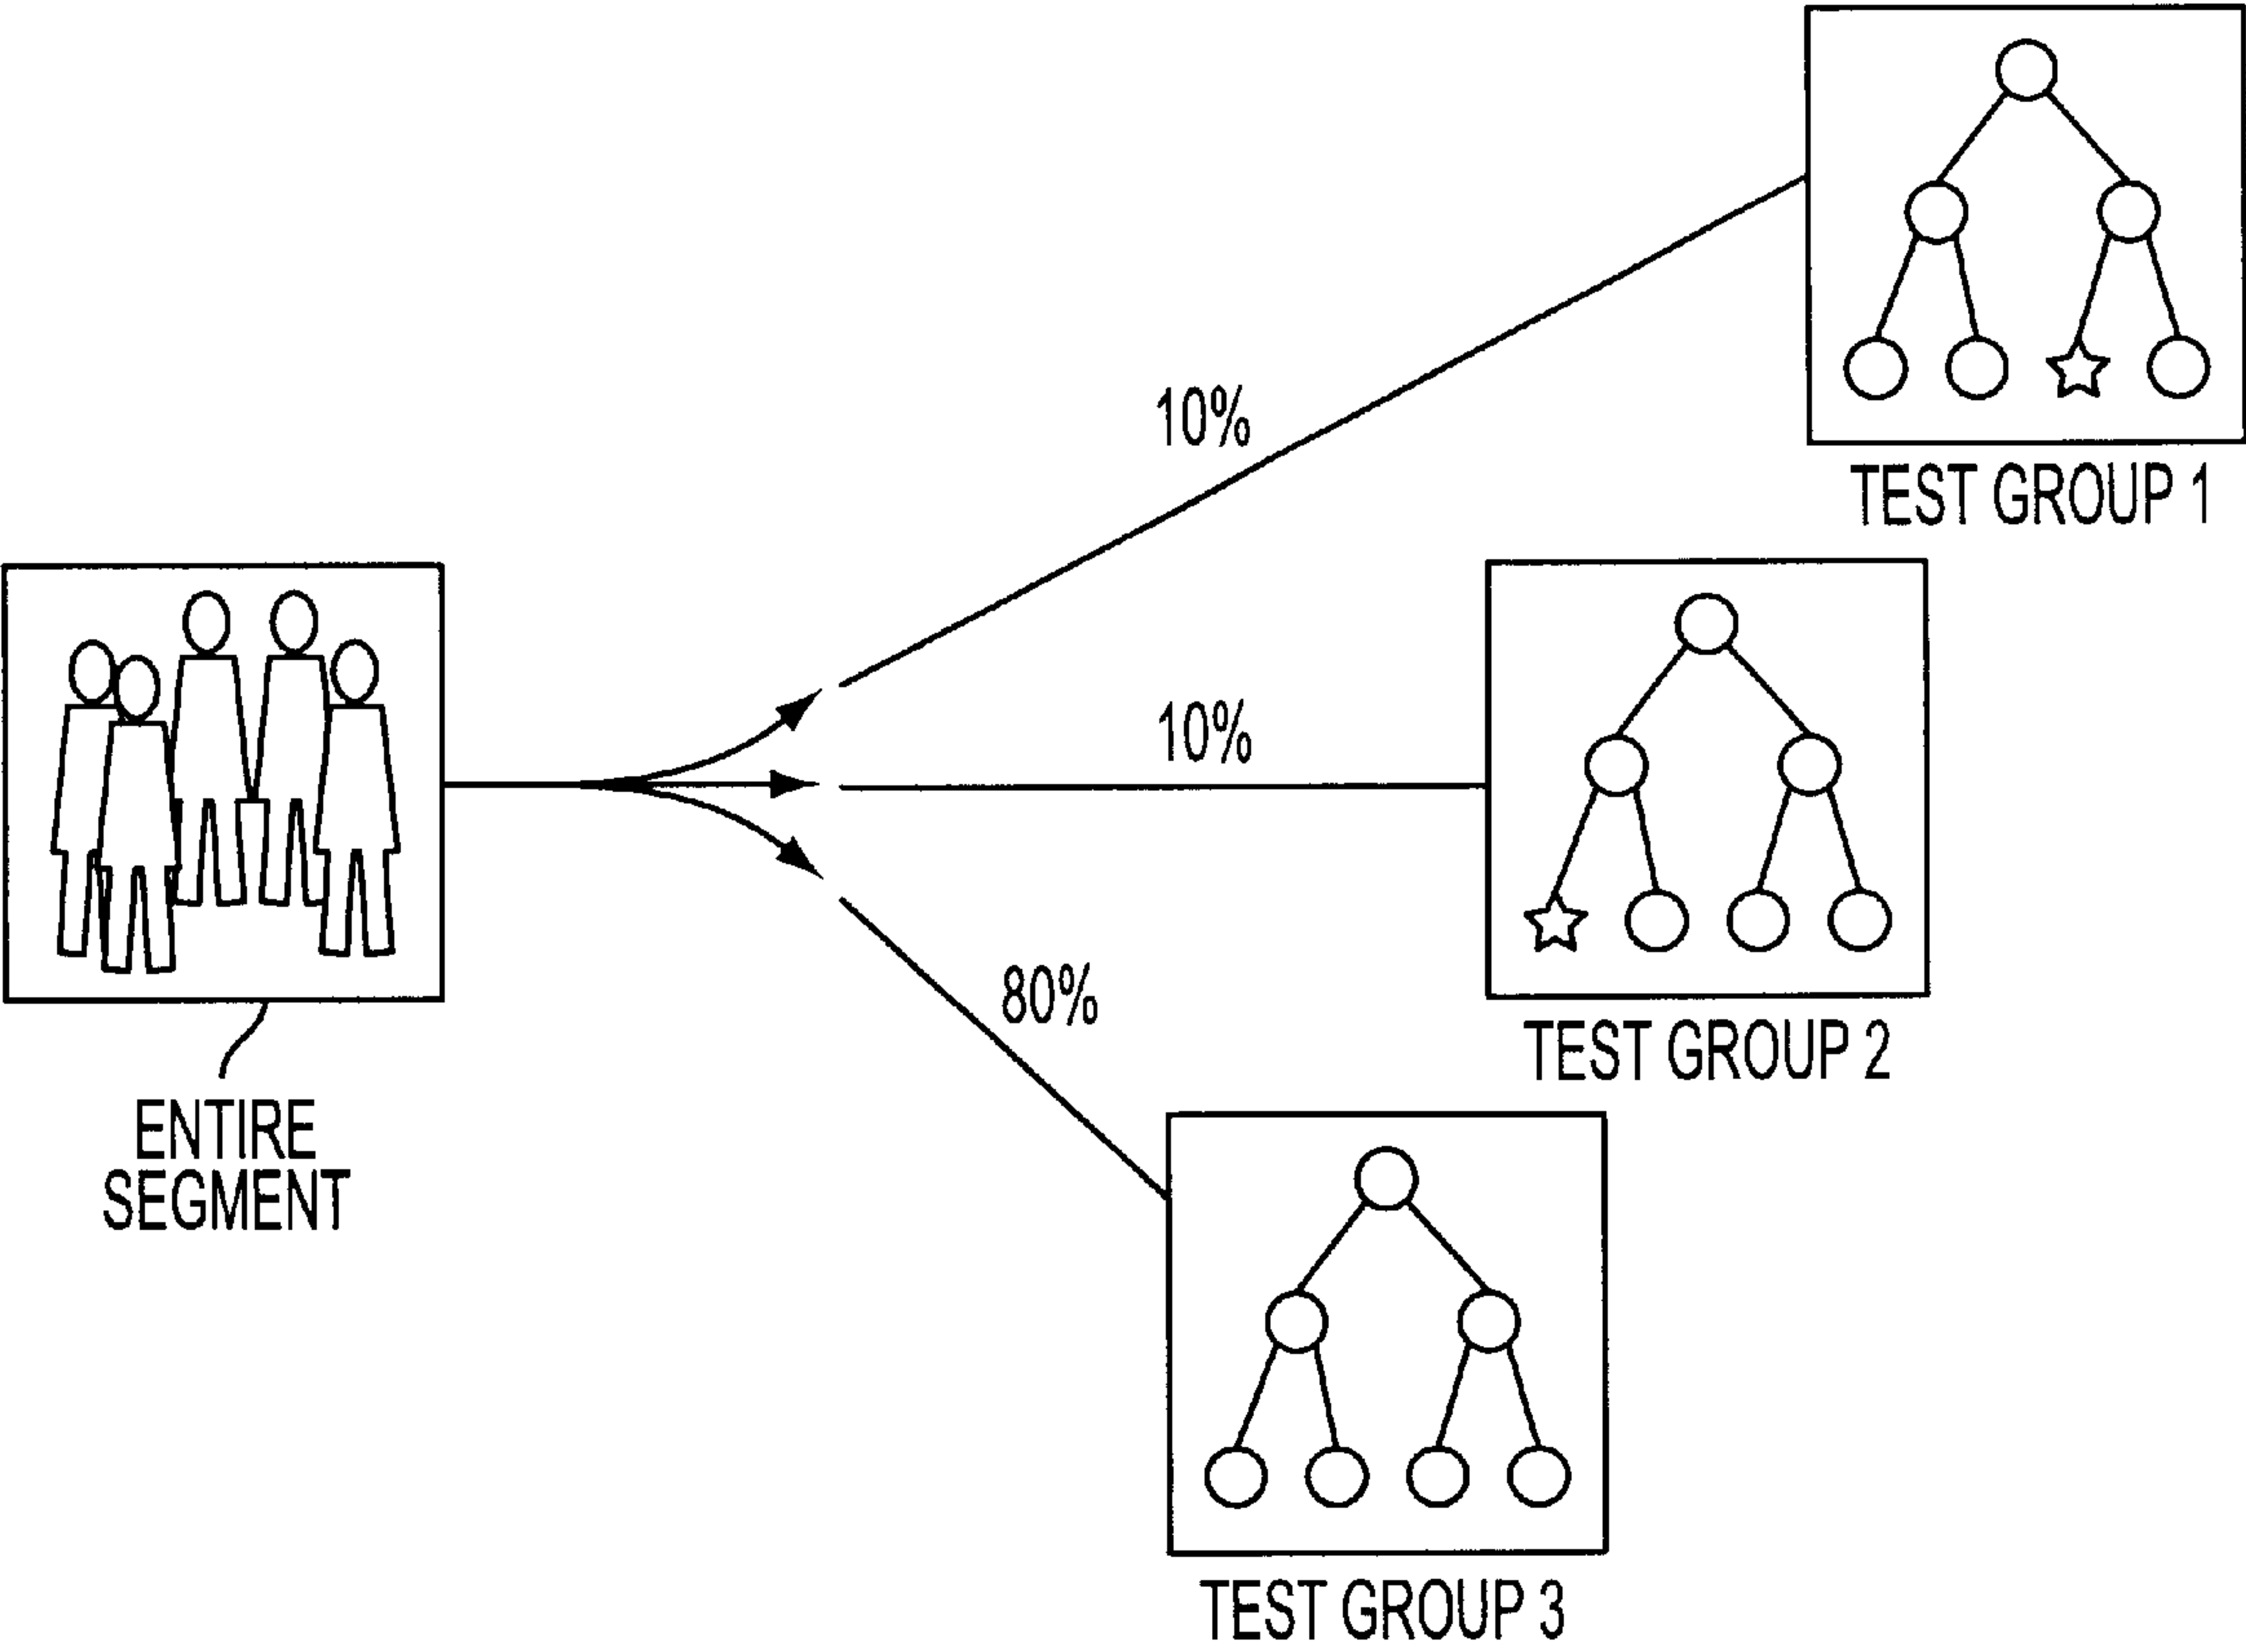 10%
TEST GROUP 1
10%
TEST GROUP 2
80%
ENTIRE
SEGMENT
TEST GROUP 3